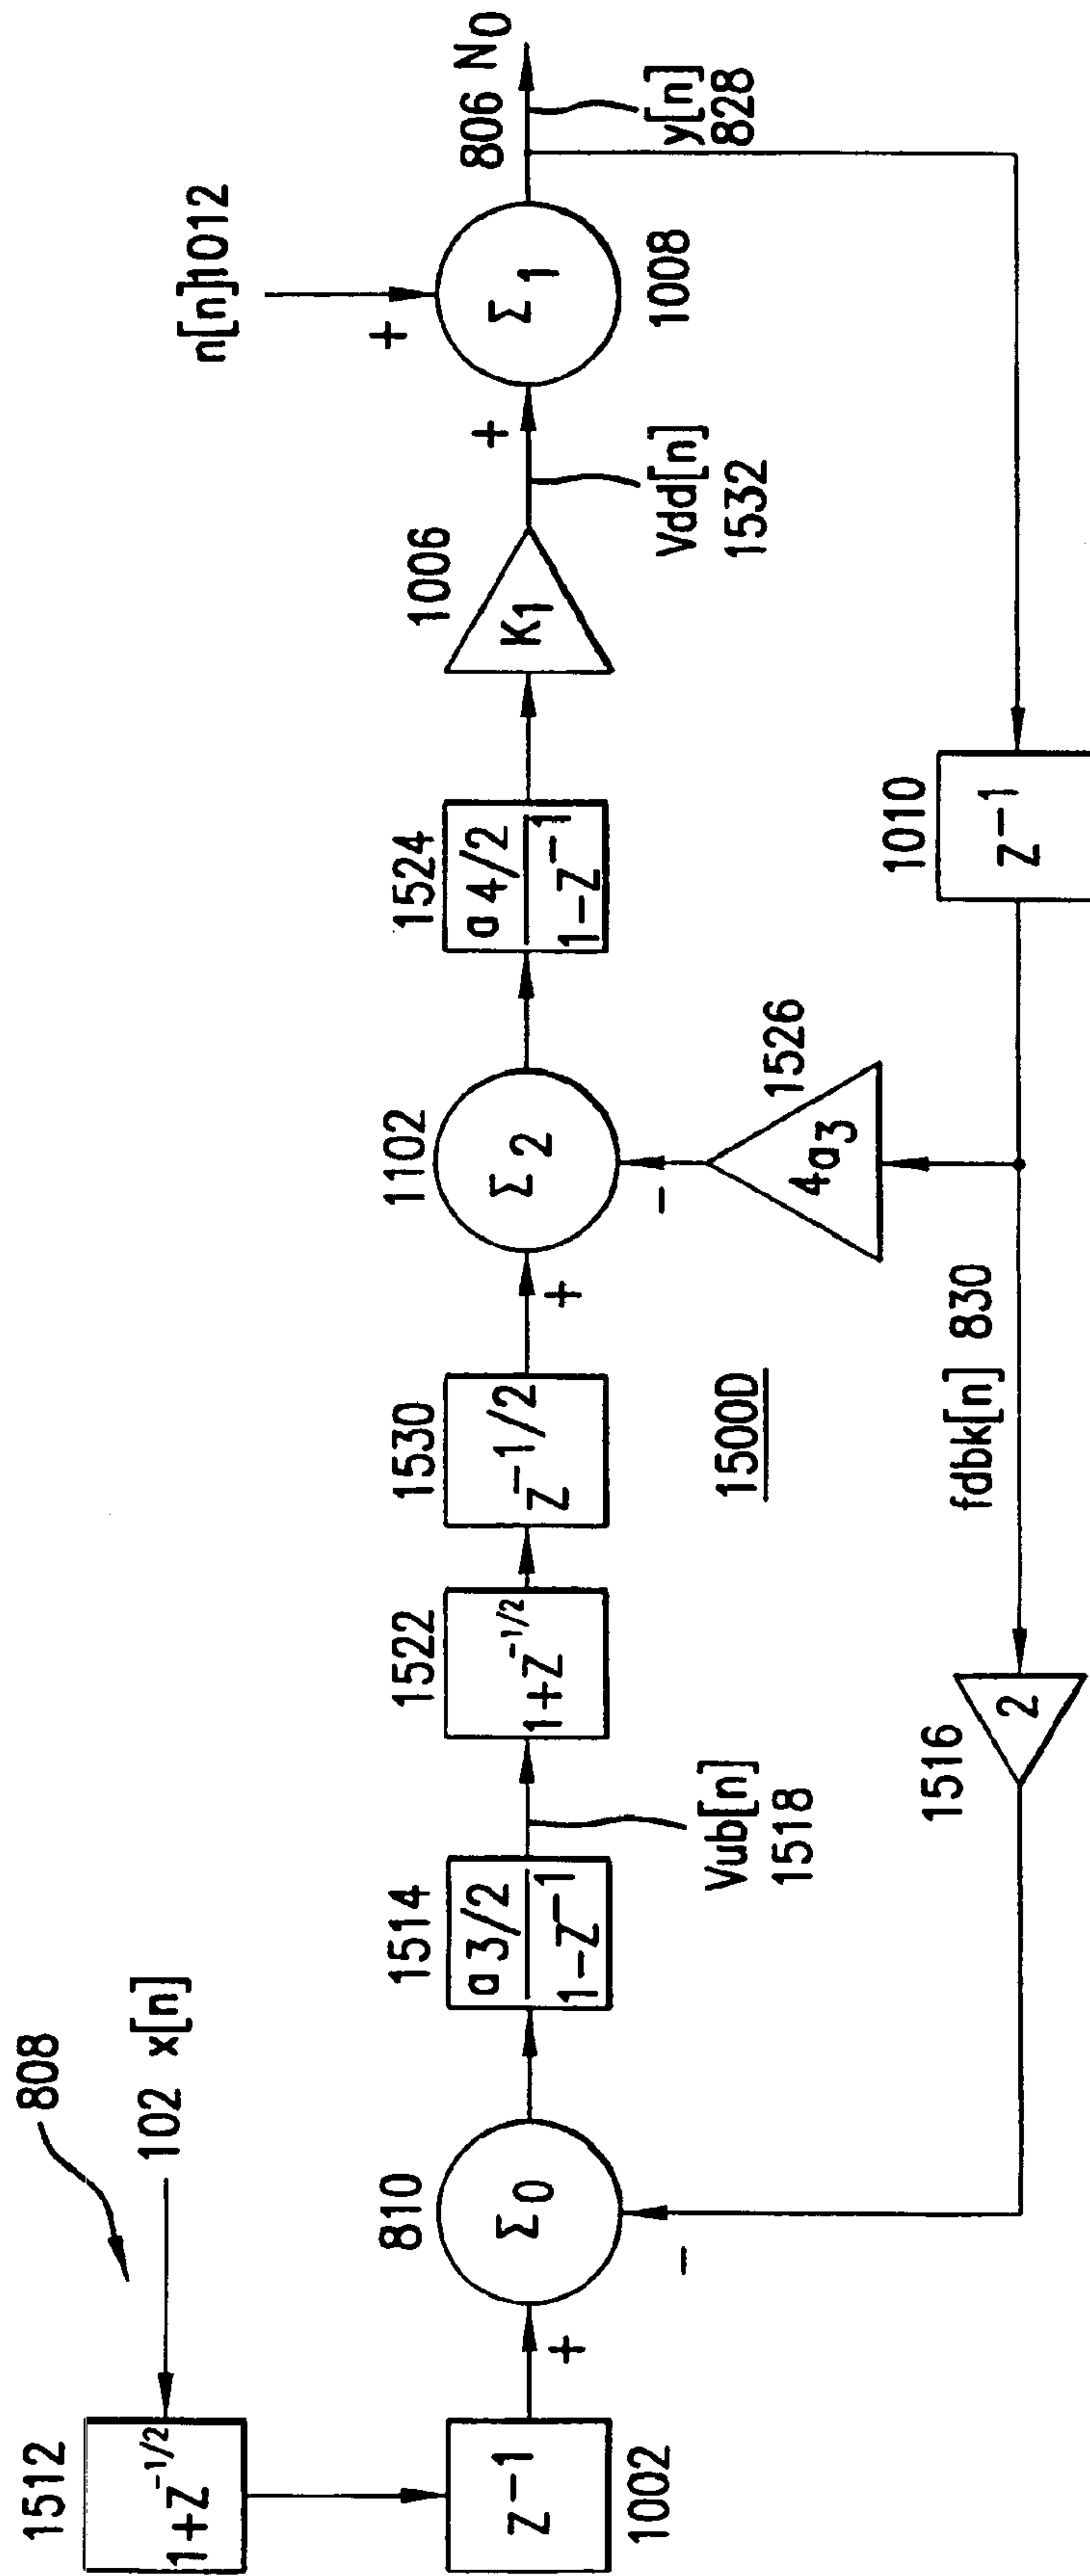 1512
1+Z^-1/2
808
102 x[n]
Z^-1
1002
+
810
Σ0
-
1514
a3/2
1-Z^-1
Vub[n]
1518
1522
1+Z^-1/2
1530
Z^-1/2
+
1102
Σ2
-
1526
4a3
1524
a4/2
1-Z^-1
1006
K1
Vdd[n]
1532
+
n[n]1012
+
Σ1
1008
806 N0
y[n]
828
1010
Z^-1
fdbk[n] 830
1516
2
1500D